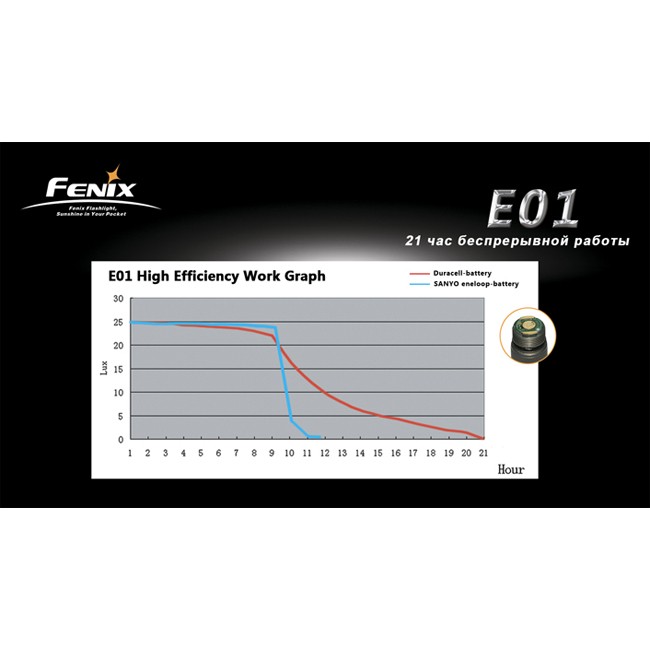 FENIX
Fenix Flashlight,
Sunshine in Your Pocket
E01
21 час беспрерывной работы
E01 High Efficiency Work Graph
Duracell-battery
SANYO eneloop-battery
30
25
20
15
10
5
0
Lux
1 2 3 4 5 6 7 8 9 10 11 12 13 14 15 16 17 18 19 20 21
Hour